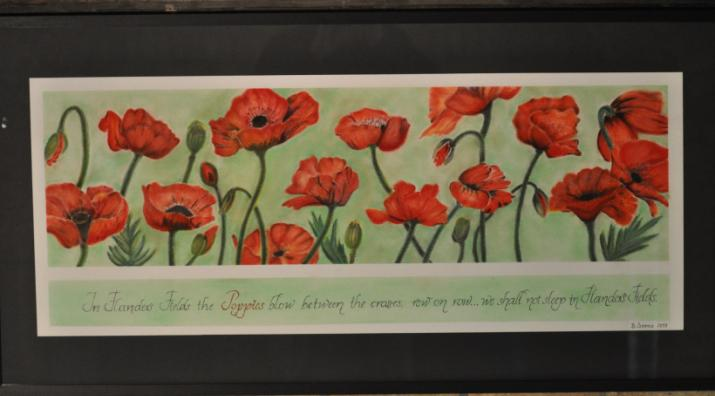 In Flanders Fields the Poppies blow between the crosses, row on row... we shall not sleep in Flanders Fields.